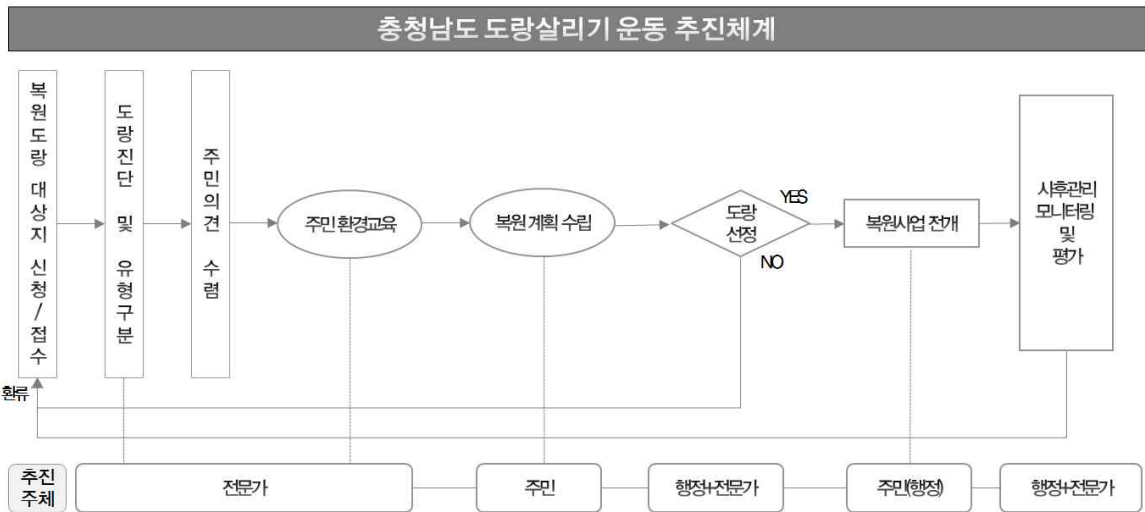 충청남도 도랑살리기 운동 추진체계
복원도랑 대상지 신청/접수
도랑진단 및 유형구분
주민의견 수렴
주민 환경교육
복원 계획 수립
도랑
선정
YES
NO
복원사업 전개
사후관리
모니터링
및
평가
환류
추진
주체
전문가
주민
행정+전문가
주민(행정)
행정+전문가